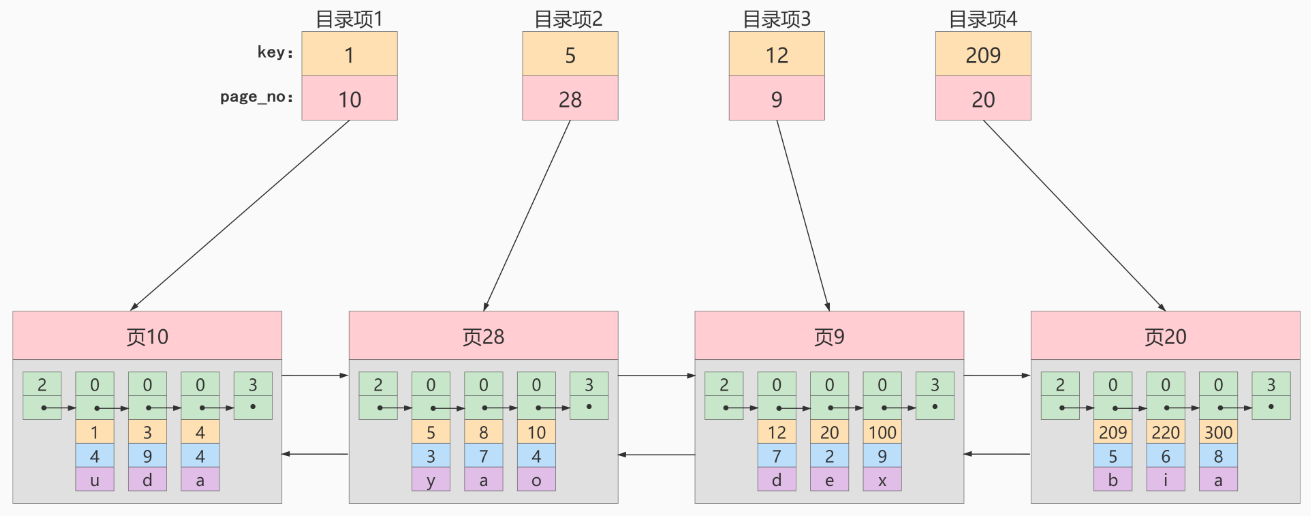 目录项1 目录项2 目录项3 目录项4
key: 1 5 12 209
page_no: 10 28 9 20
页10 页28 页9 页20
2 0 0 0 3 2 0 0 0 3 2 0 0 0 3 2 0 0 0 3
1 3 4 5 8 10 12 20 100 209 220 300
4 9 4 3 7 4 7 2 9 5 6 8
u d a y a o d e x b i a